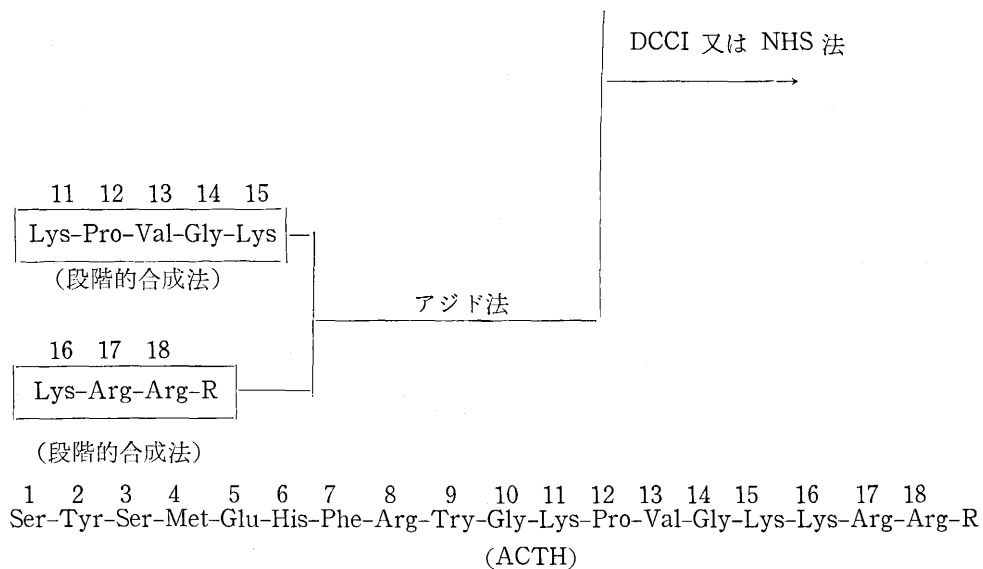 DCCI 又は NHS 法
11 12 13 14 15
Lys-Pro-Val-Gly-Lys
(段階的合成法)
アジド法
16 17 18
Lys-Arg-Arg-R
(段階的合成法)
1 2 3 4 5 6 7 8 9 10 11 12 13 14 15 16 17 18
Ser-Tyr-Ser-Met-Glu-His-Phe-Arg-Try-Gly-Lys-Pro-Val-Gly-Lys-Lys-Arg-Arg-R
(ACTH)